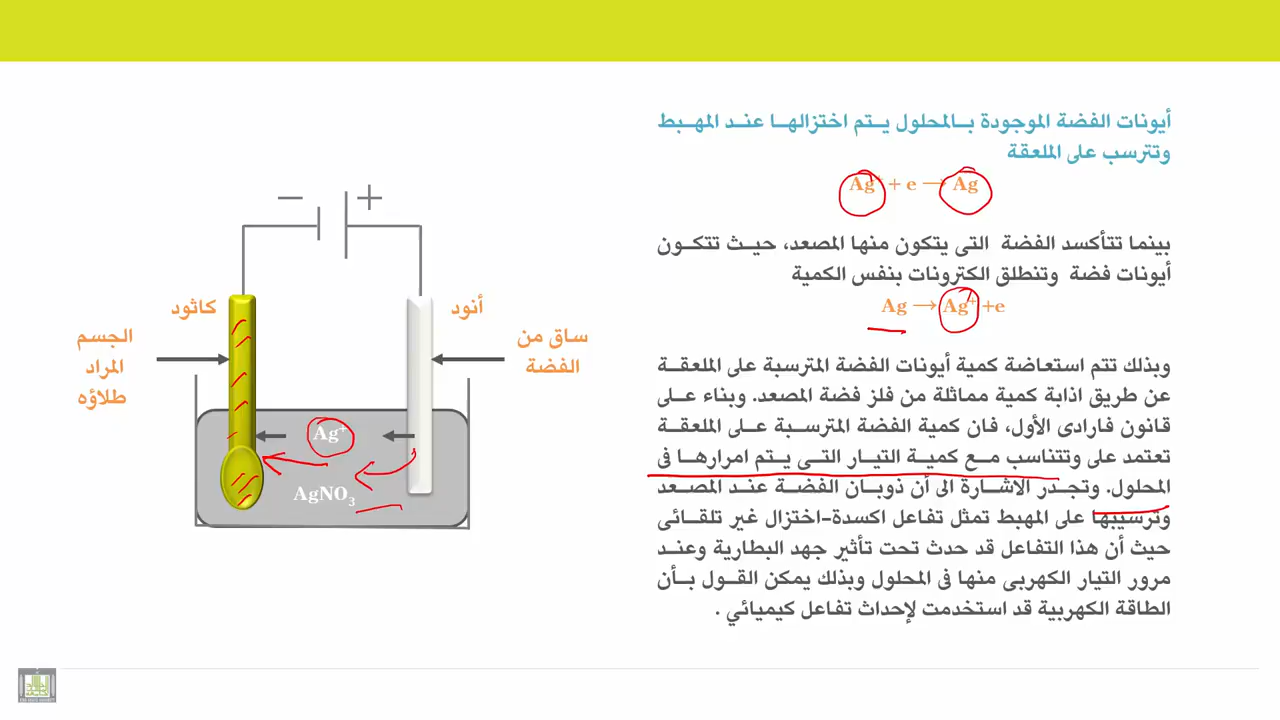 أيونات الفضة الموجودة بالمحلول يتم اختزالها عند المهبط
وتترسب على الملعقة
Ag⁺ + e → Ag
بينما تتأكسد الفضة التى يتكون منها المصعد، حيث تتكون
أيونات فضة وتنطلق الكترونات بنفس الكمية
Ag → Ag⁺ +e
وبذلك تتم استعاضة كمية أيونات الفضة المترسبة على الملعقة
عن طريق اذابة كمية مماثلة من فلز فضة المصعد. وبناء على
قانون فارادى الأول، فان كمية الفضة المترسبة على الملعقة
تعتمد على وتتناسب مع كمية التيار التى يتم امرارها فى
المحلول. وتجدر الاشارة الى أن ذوبان الفضة عند المصعد
وترسيبها على المهبط تمثل تفاعل اكسدة-اختزال غير تلقائى
حيث أن هذا التفاعل قد حدث تحت تأثير جهد البطارية وعند
مرور التيار الكهربى منها فى المحلول وبذلك يمكن القول بأن
الطاقة الكهربية قد استخدمت لإحداث تفاعل كيميائي .
− +
أنود
كاثود
ساق من
الفضة
الجسم
المراد
طلاؤه
Ag⁺
AgNO₃